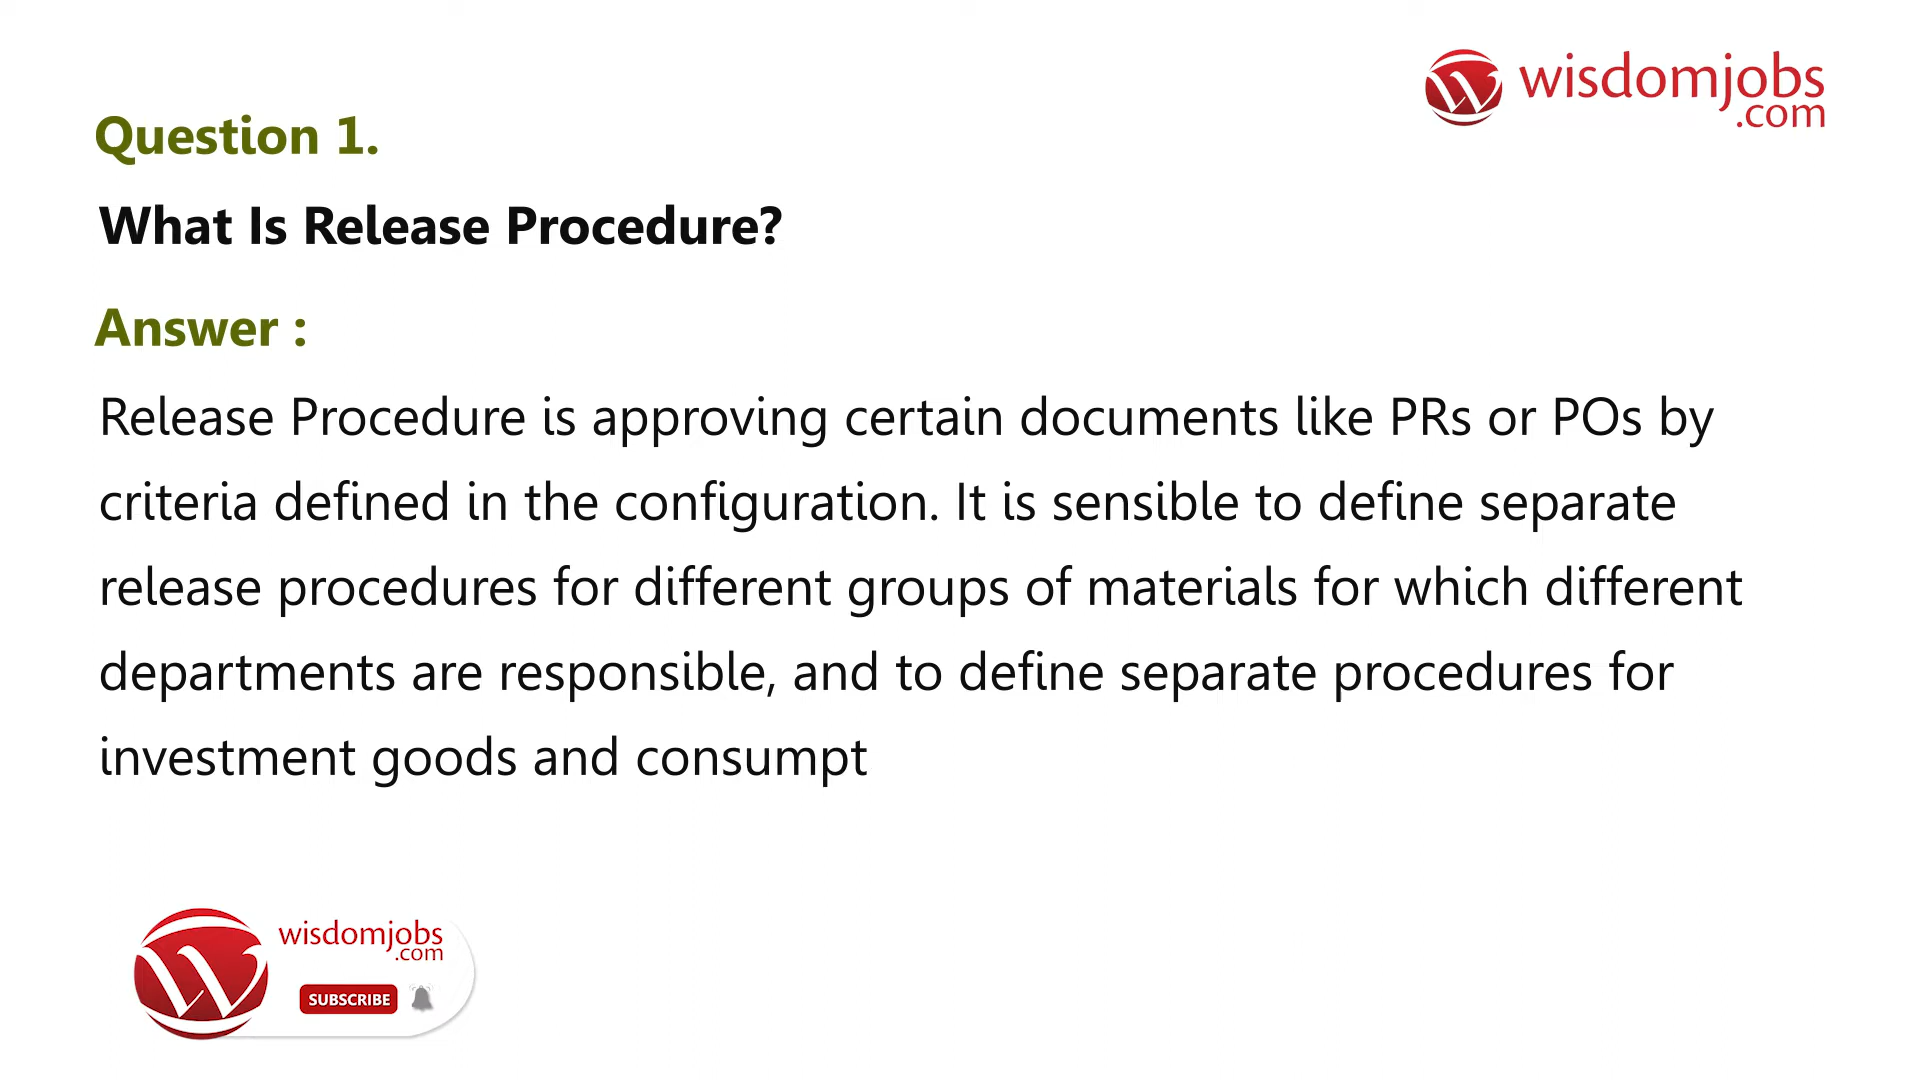 wisdomjobs
.com
Question 1.
What Is Release Procedure?
Answer :
Release Procedure is approving certain documents like PRs or POs by
criteria defined in the configuration. It is sensible to define separate
release procedures for different groups of materials for which different
departments are responsible, and to define separate procedures for
investment goods and consumpt
wisdomjobs
.com
SUBSCRIBE